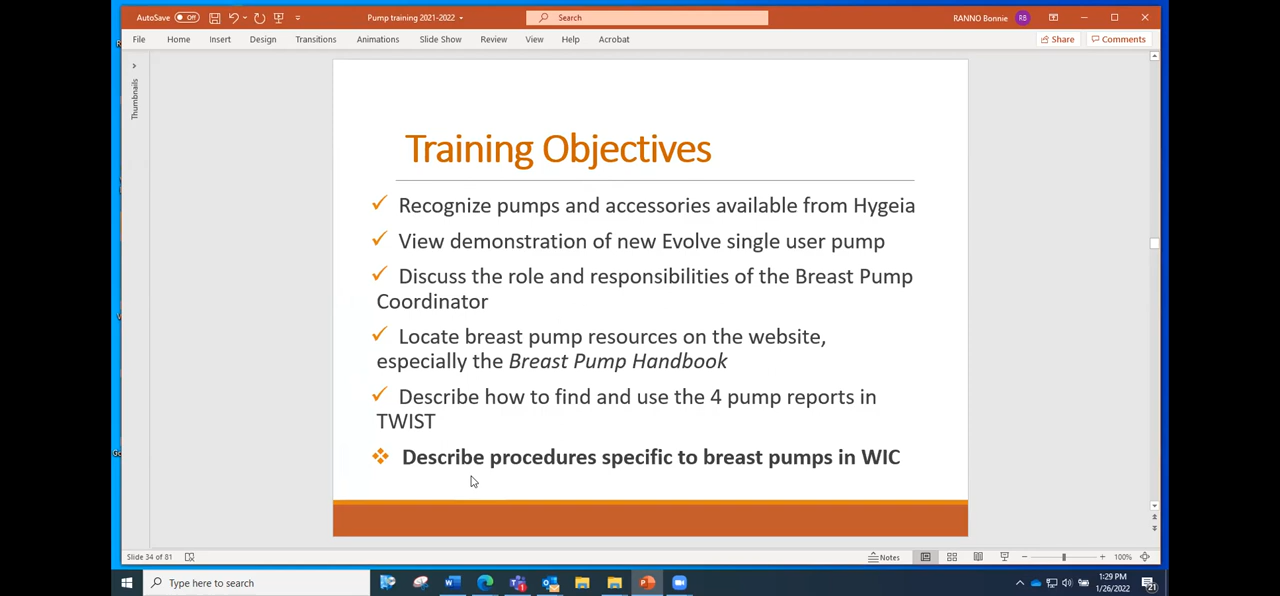 AutoSave Off Pump training 2021-2022 Search RANNO Bonnie RB
File Home Insert Design Transitions Animations Slide Show Review View Help Acrobat Share Comments
Thumbnails
Training Objectives
Recognize pumps and accessories available from Hygeia
View demonstration of new Evolve single user pump
Discuss the role and responsibilities of the Breast Pump
Coordinator
Locate breast pump resources on the website,
especially the Breast Pump Handbook
Describe how to find and use the 4 pump reports in
TWIST
Describe procedures specific to breast pumps in WIC
Slide 34 of 81 Notes 100%
Type here to search 1:29 PM
1/26/2022 21